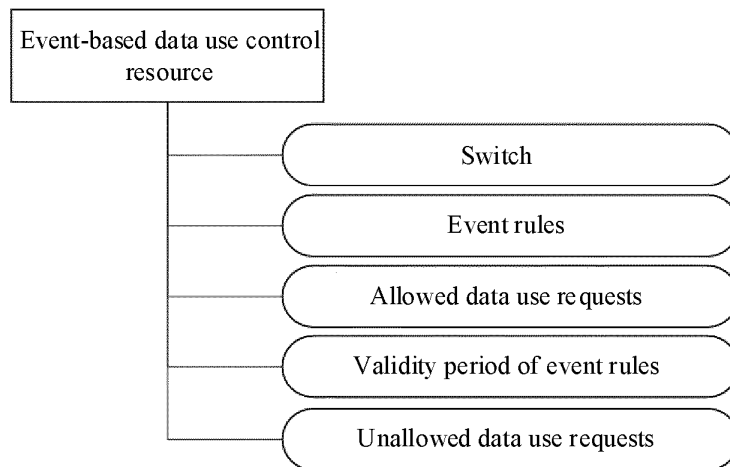 Event-based data use control
resource
Switch
Event rules
Allowed data use requests
Validity period of event rules
Unallowed data use requests